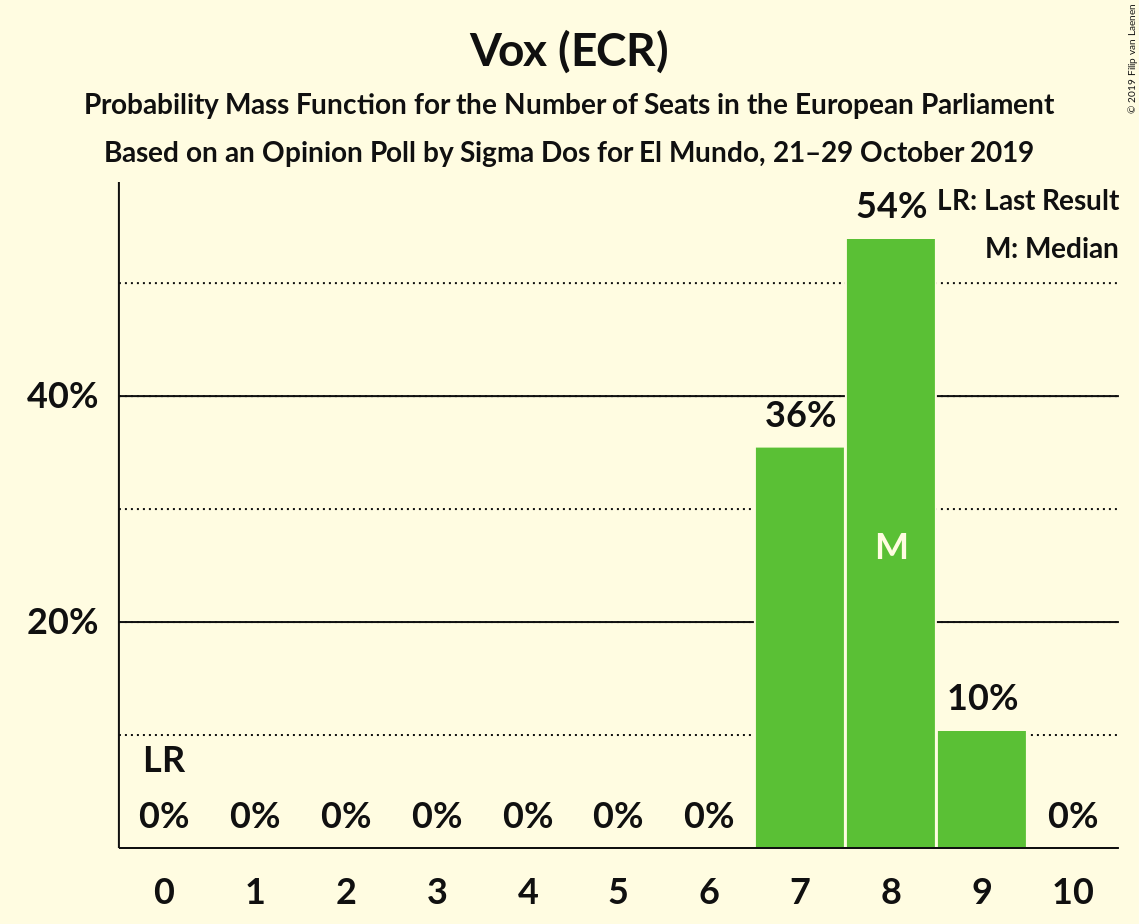 Vox (ECR)
Probability Mass Function for the Number of Seats in the European Parliament
Based on an Opinion Poll by Sigma Dos for El Mundo, 21–29 October 2019
© 2019 Filip van Laenen
LR: Last Result
M: Median
54%
40%
36%
M
20%
10%
LR
0% 0% 0% 0% 0% 0% 0% 0%
0 1 2 3 4 5 6 7 8 9 10